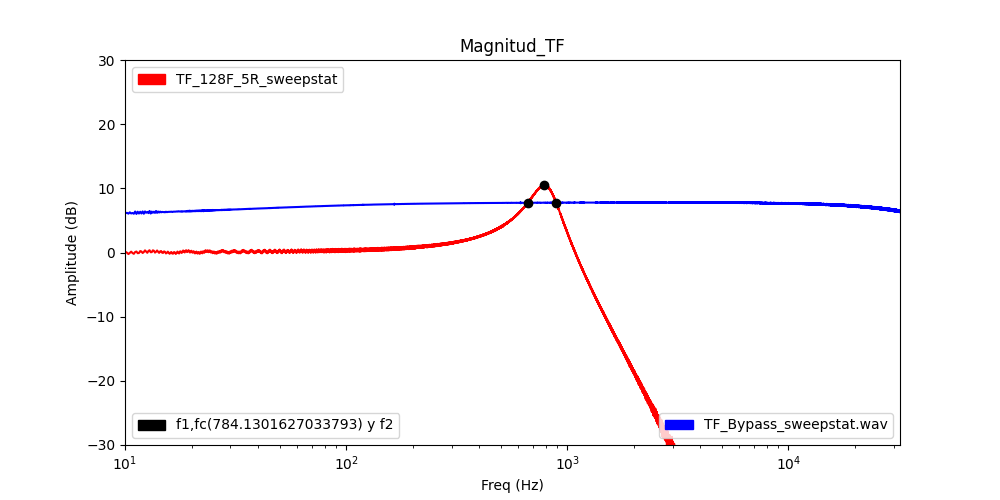 Magnitud_TF
30
20
10
0
−10
−20
−30
Amplitude (dB)
TF_128F_5R_sweepstat
f1,fc(784.1301627033793) y f2
TF_Bypass_sweepstat.wav
10¹
10²
10³
10⁴
Freq (Hz)